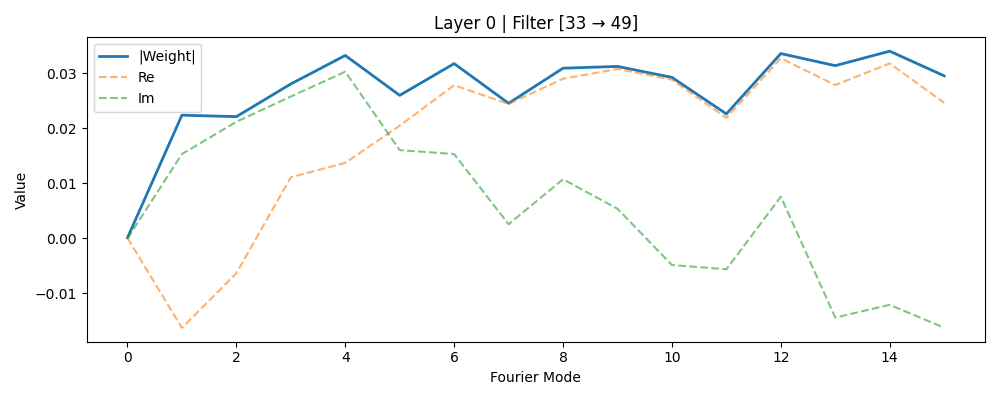 Layer 0 | Filter [33 → 49]
|Weight|
Re
Im
Value
0.03
0.02
0.01
0.00
−0.01
0 2 4 6 8 10 12 14
Fourier Mode